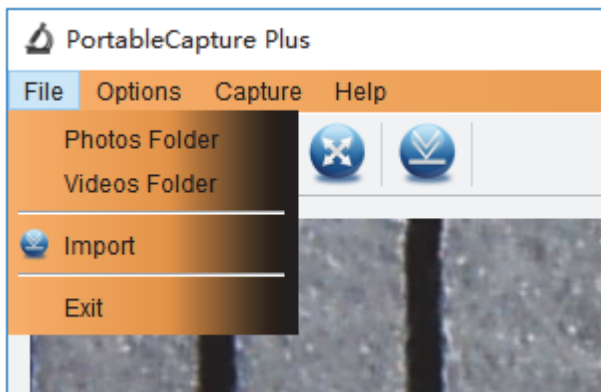 PortableCapture Plus
File Options Capture Help
Photos Folder
Videos Folder
Import
Exit